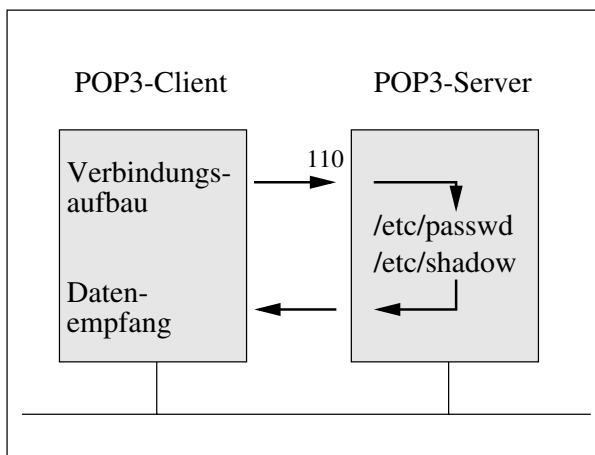 POP3-Client
POP3-Server
Verbindungs-
aufbau
110
/etc/passwd
/etc/shadow
Daten-
empfang